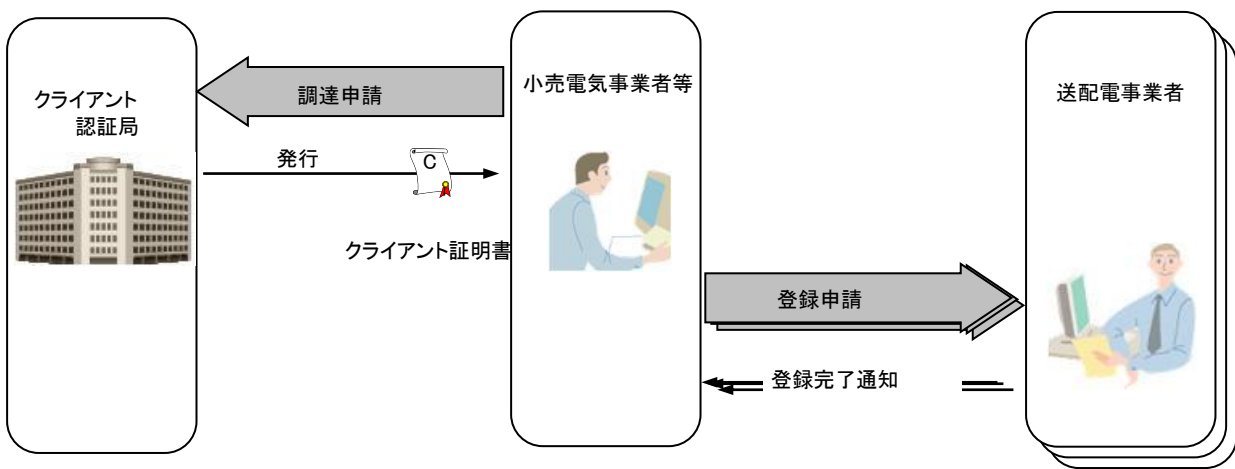 クライアント
認証局
調達申請
発行
C
クライアント証明書
小売電気事業者等
登録申請
登録完了通知
送配電事業者